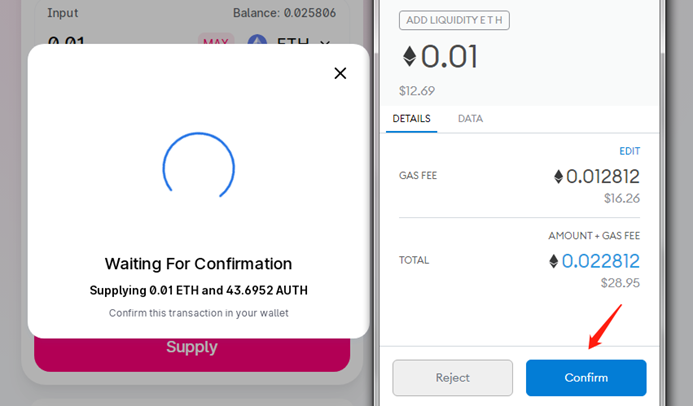 Input Balance: 0.025806
0.01 MAX ETH
Waiting For Confirmation
Supplying 0.01 ETH and 43.6952 AUTH
Confirm this transaction in your wallet
Supply
ADD LIQUIDITY E T H
0.01
$12.69
DETAILS DATA
EDIT
GAS FEE 0.012812
$16.26
AMOUNT + GAS FEE
TOTAL 0.022812
$28.95
Reject Confirm